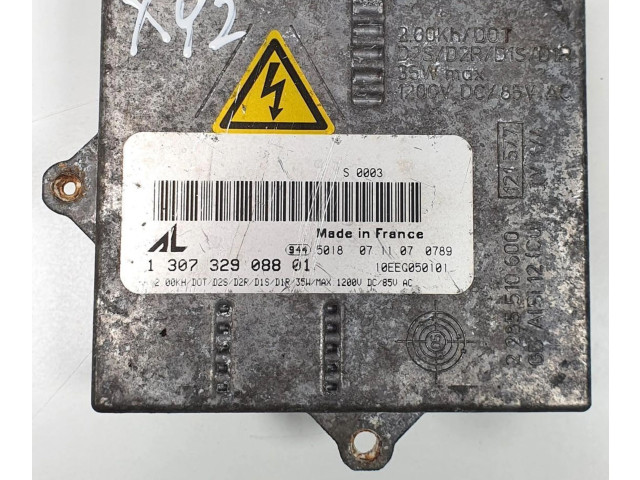 XY2
2.00Kh/DOT
D2S/D2R/D1S/D1R
35W max
1200V DC/85V AC
S 0003
AL
Made in France
944 5018 07 11 07 0789
1 307 329 088 01
10EEC050101
2.00KH/DOT/D2S/D2R/D1S/D1R/35W/MAX 1200V DC/85V AC